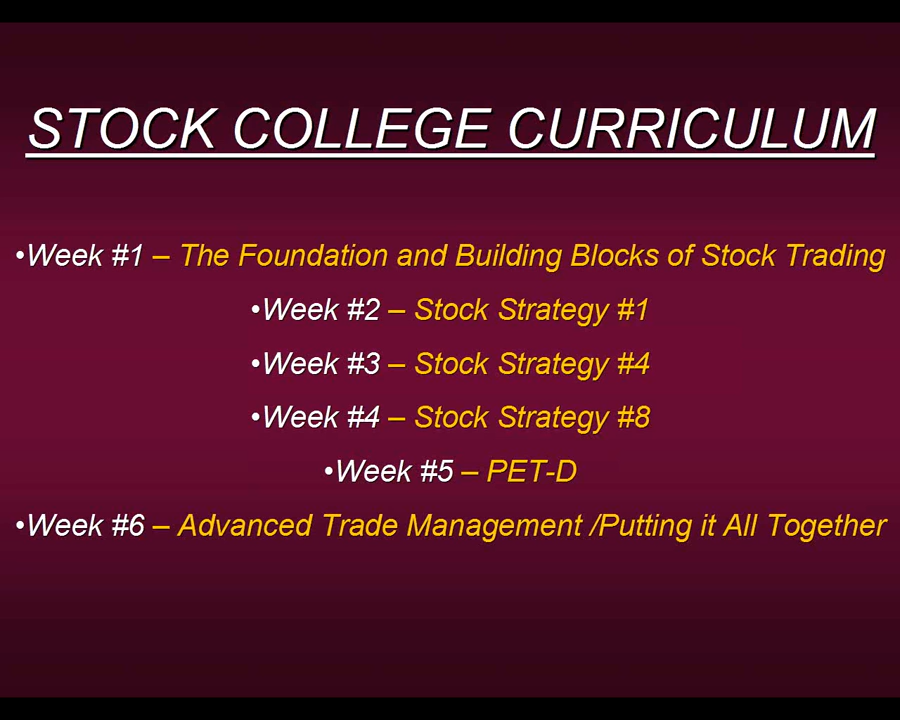 STOCK COLLEGE CURRICULUM
•Week #1 – The Foundation and Building Blocks of Stock Trading
•Week #2 – Stock Strategy #1
•Week #3 – Stock Strategy #4
•Week #4 – Stock Strategy #8
•Week #5 – PET-D
•Week #6 – Advanced Trade Management /Putting it All Together